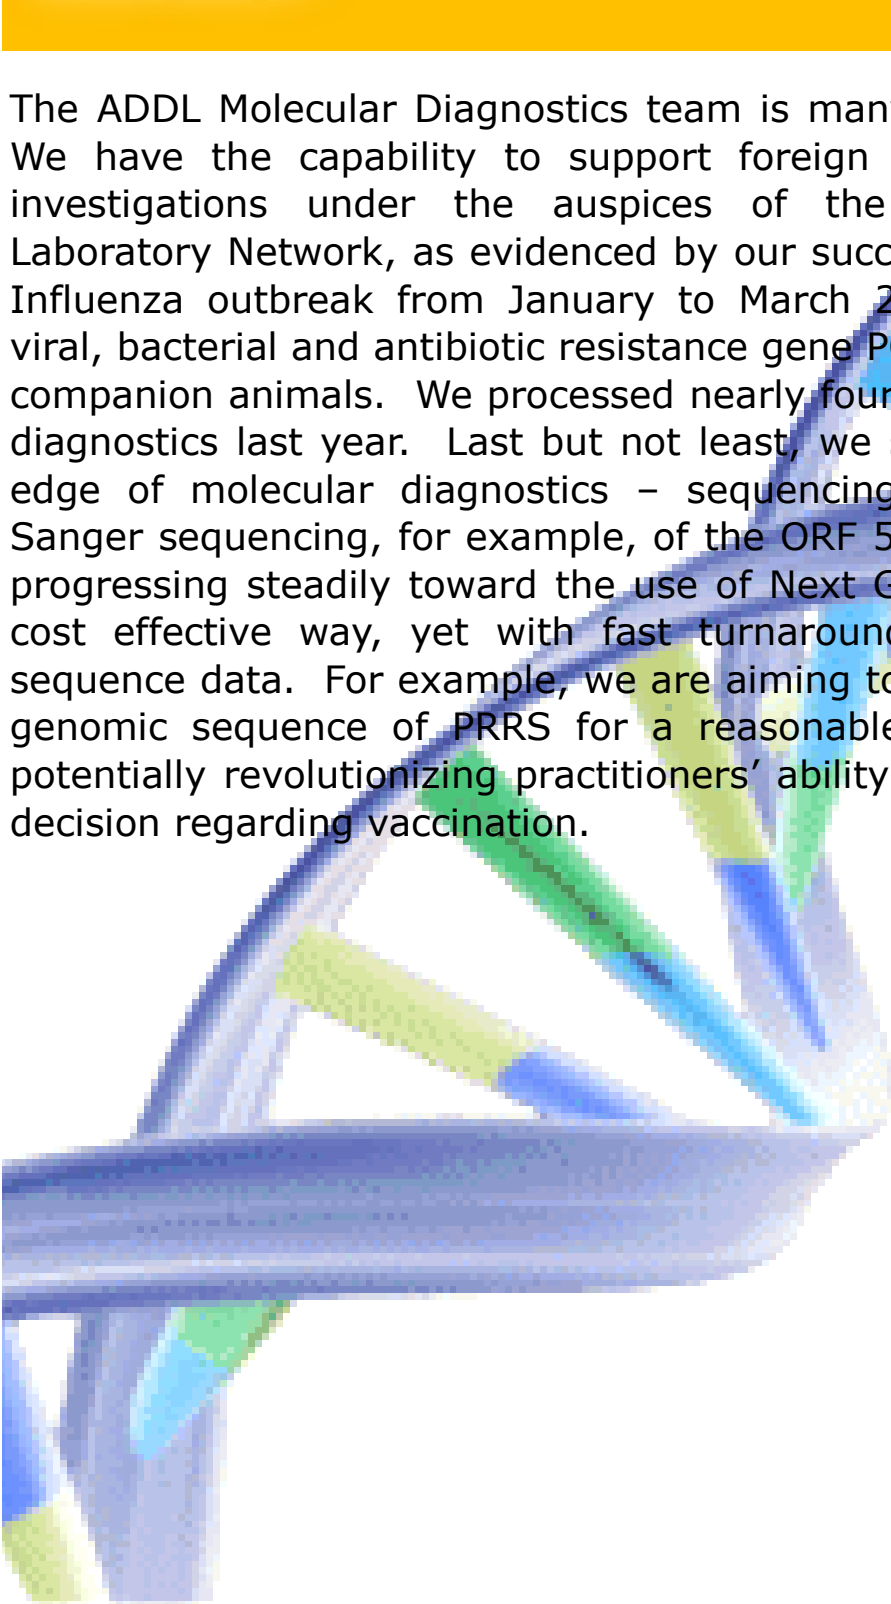 The ADDL Molecular Diagnostics team is man
We have the capability to support foreign
investigations under the auspices of the
Laboratory Network, as evidenced by our succ
Influenza outbreak from January to March 2
viral, bacterial and antibiotic resistance gene P
companion animals. We processed nearly four
diagnostics last year. Last but not least, we
edge of molecular diagnostics – sequencing
Sanger sequencing, for example, of the ORF 5
progressing steadily toward the use of Next G
cost effective way, yet with fast turnaround
sequence data. For example, we are aiming to
genomic sequence of PRRS for a reasonable
potentially revolutionizing practitioners’ ability
decision regarding vaccination.